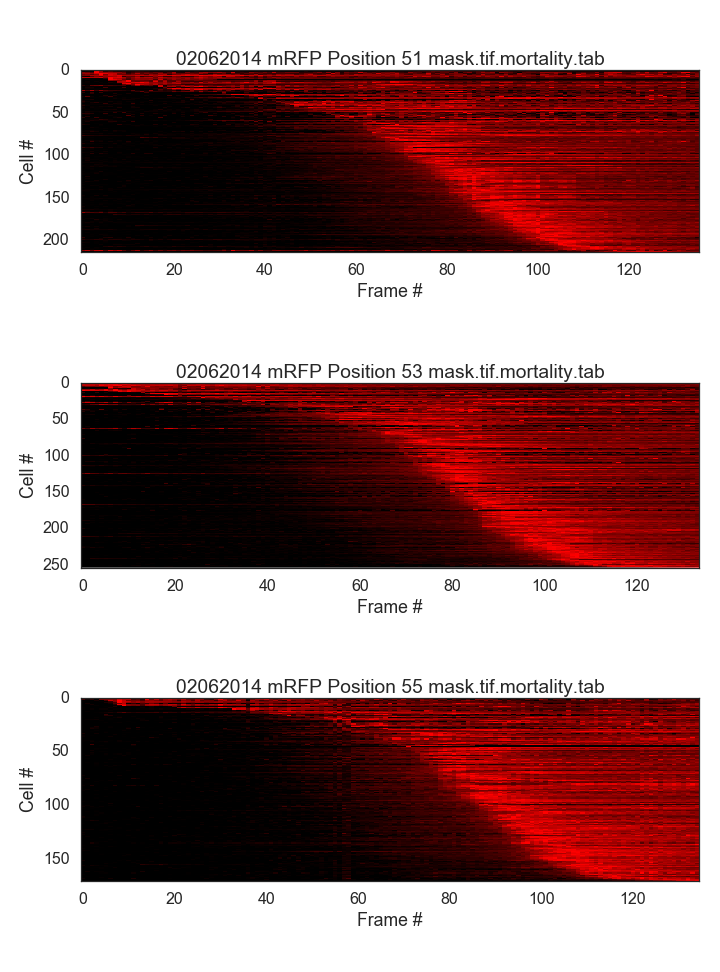 02062014 mRFP Position 51 mask.tif.mortality.tab
0
50
100
150
200
Cell #
0 20 40 60 80 100 120
Frame #
02062014 mRFP Position 53 mask.tif.mortality.tab
0
50
100
150
200
250
Cell #
0 20 40 60 80 100 120
Frame #
02062014 mRFP Position 55 mask.tif.mortality.tab
0
50
100
150
Cell #
0 20 40 60 80 100 120
Frame #